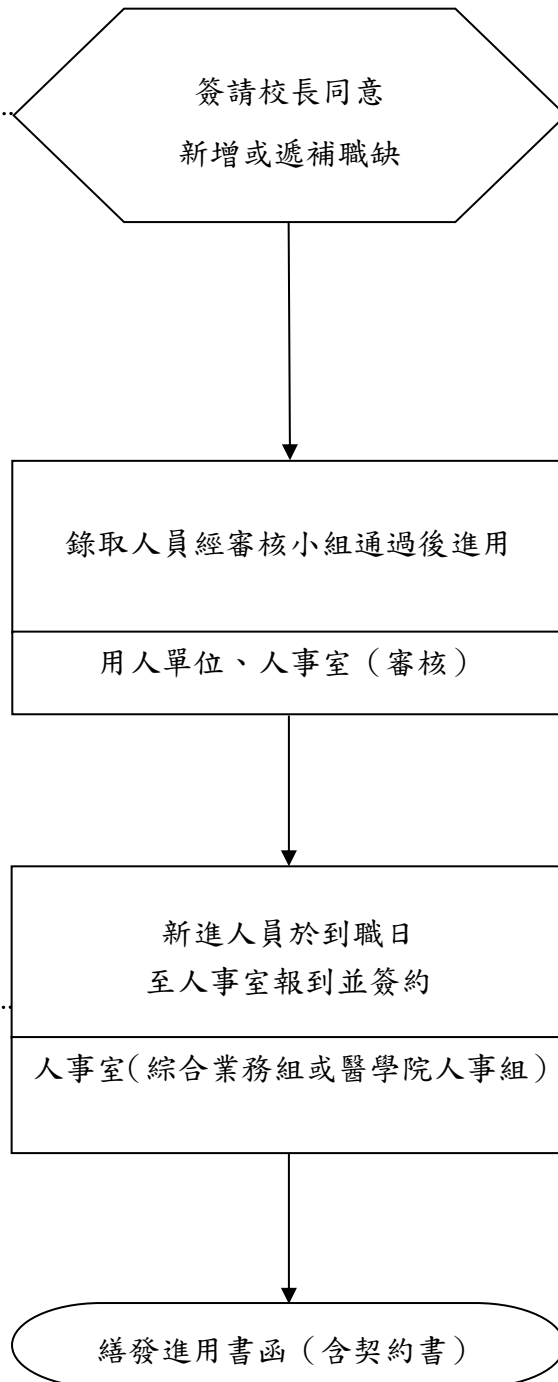 簽請校長同意
新增或遞補職缺
錄取人員經審核小組通過後進用
用人單位、人事室（審核）
新進人員於到職日
至人事室報到並簽約
人事室(綜合業務組或醫學院人事組)
繕發進用書函（含契約書）